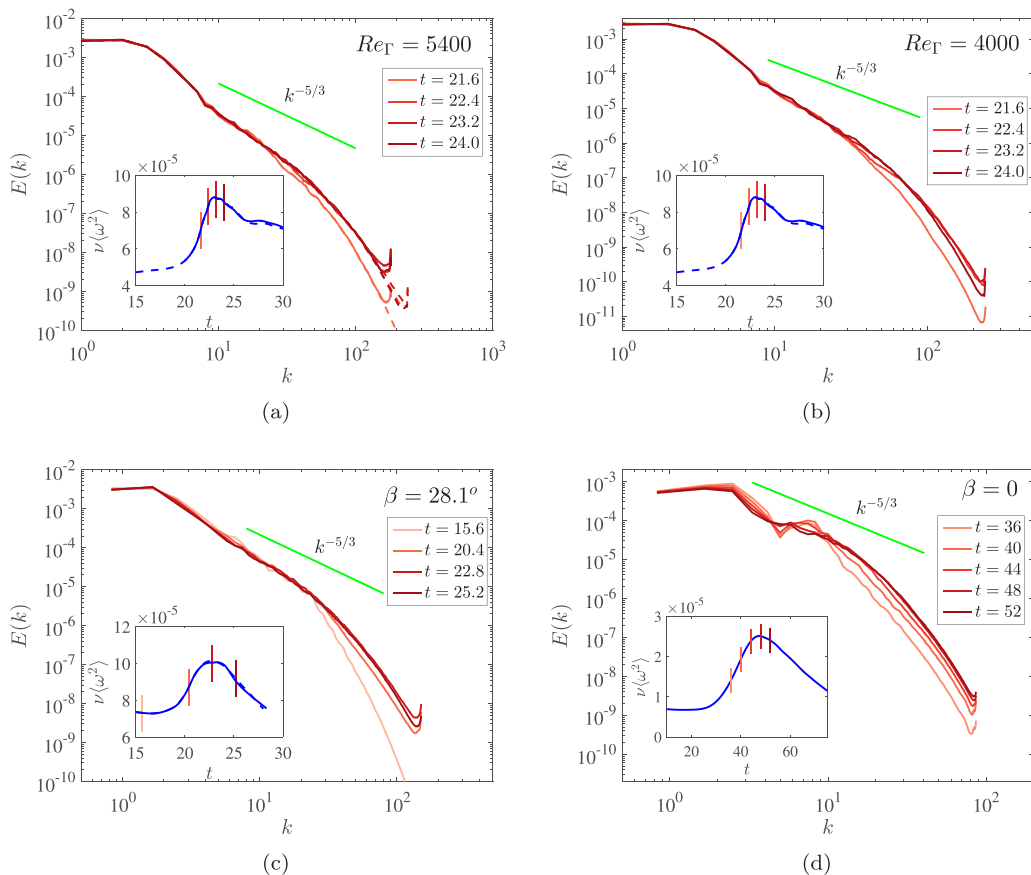 10^{-2}
10^{-3}
10^{-4}
10^{-5}
10^{-6}
10^{-7}
10^{-8}
10^{-9}
10^{-10}
E(k)
Re_Γ = 5400
k^{-5/3}
t = 21.6
t = 22.4
t = 23.2
t = 24.0
×10^{-5}
10
8
6
4
ν⟨ω²⟩
15 20 25 30
t
10^0 10^1 10^2 10^3
k
(a)
10^{-3}
10^{-4}
10^{-5}
10^{-6}
10^{-7}
10^{-8}
10^{-9}
10^{-10}
10^{-11}
E(k)
Re_Γ = 4000
k^{-5/3}
t = 21.6
t = 22.4
t = 23.2
t = 24.0
×10^{-5}
10
8
6
4
ν⟨ω²⟩
15 20 25 30
t
10^0 10^1 10^2
k
(b)
10^{-2}
10^{-3}
10^{-4}
10^{-5}
10^{-6}
10^{-7}
10^{-8}
10^{-9}
10^{-10}
E(k)
β = 28.1^o
k^{-5/3}
t = 15.6
t = 20.4
t = 22.8
t = 25.2
×10^{-5}
12
10
8
6
ν⟨ω²⟩
15 20 25 30
t
10^0 10^1 10^2
k
(c)
10^{-3}
10^{-4}
10^{-5}
10^{-6}
10^{-7}
10^{-8}
10^{-9}
10^{-10}
E(k)
β = 0
k^{-5/3}
t = 36
t = 40
t = 44
t = 48
t = 52
×10^{-5}
3
2
1
0
ν⟨ω²⟩
20 40 60
t
10^0 10^1 10^2
k
(d)